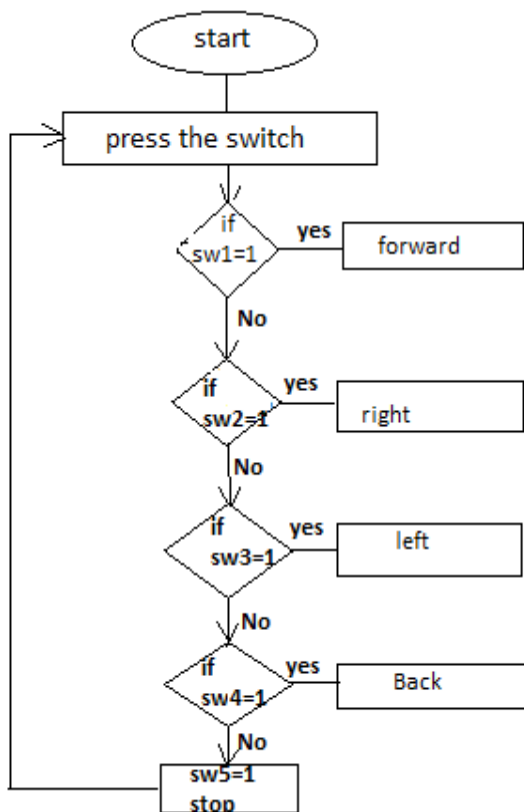 start
press the switch
if
sw1=1
yes
forward
No
if
sw2=1
yes
right
No
if
sw3=1
yes
left
No
if
sw4=1
yes
Back
No
sw5=1
stop